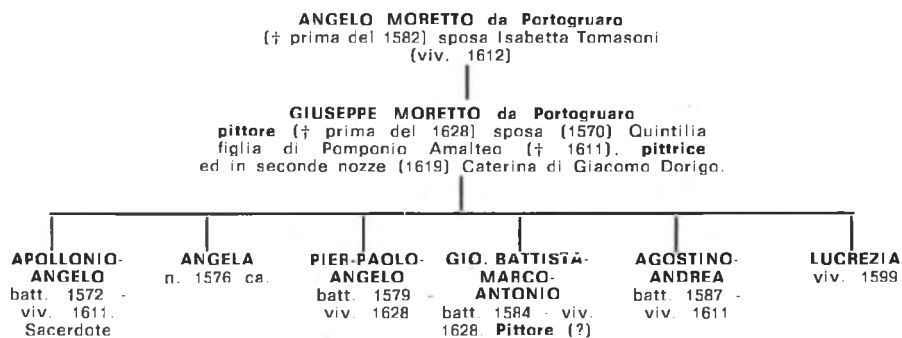 ANGELO MORETTO da Portogruaro
(† prima del 1582) sposa Isabetta Tomasoni
(viv. 1612)
GIUSEPPE MORETTO da Portogruaro
pittore († prima del 1628) sposa (1570) Quintilia
figlia di Pomponio Amalteo († 1611), pittrice
ed in seconde nozze (1619) Caterina di Giacomo Dorigo.
APOLLONIO-
ANGELO
batt. 1572 -
viv. 1611.
Sacerdote
ANGELA
n. 1576 ca.
PIER-PAOLO-
ANGELO
batt. 1579
viv. 1628
GIO. BATTISTA-
MARCO-
ANTONIO
batt. 1584 - viv.
1628. Pittore (?)
AGOSTINO-
ANDREA
batt. 1587 -
viv. 1611
LUCREZIA
viv. 1599